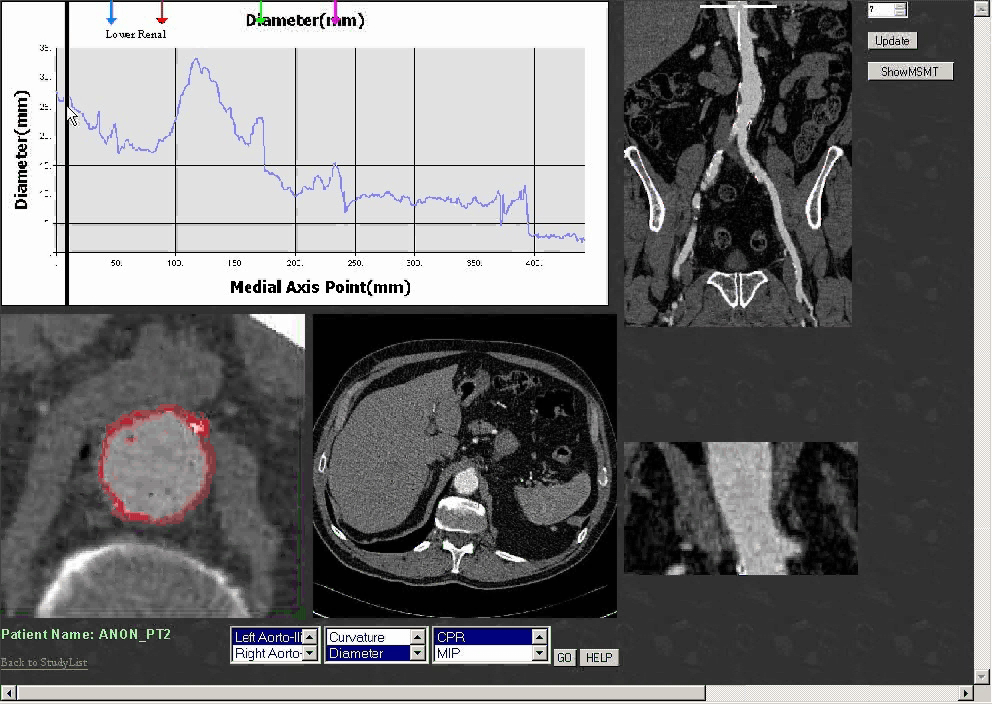 Diameter(mm)
Lower Renal
Update
ShowMSMT
Diameter(mm)
50.
100.
150.
200.
250.
300.
350.
400.
Medial Axis Point(mm)
Patient Name: ANON_PT2
Left Aorto-Ili
Right Aorto-
Curvature
Diameter
CPR
MIP
GO
HELP
Back to StudyList